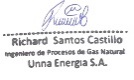 Richard Santos Castillo
Ingeniero de Procesos de Gas Natural
Unna Energia S.A.